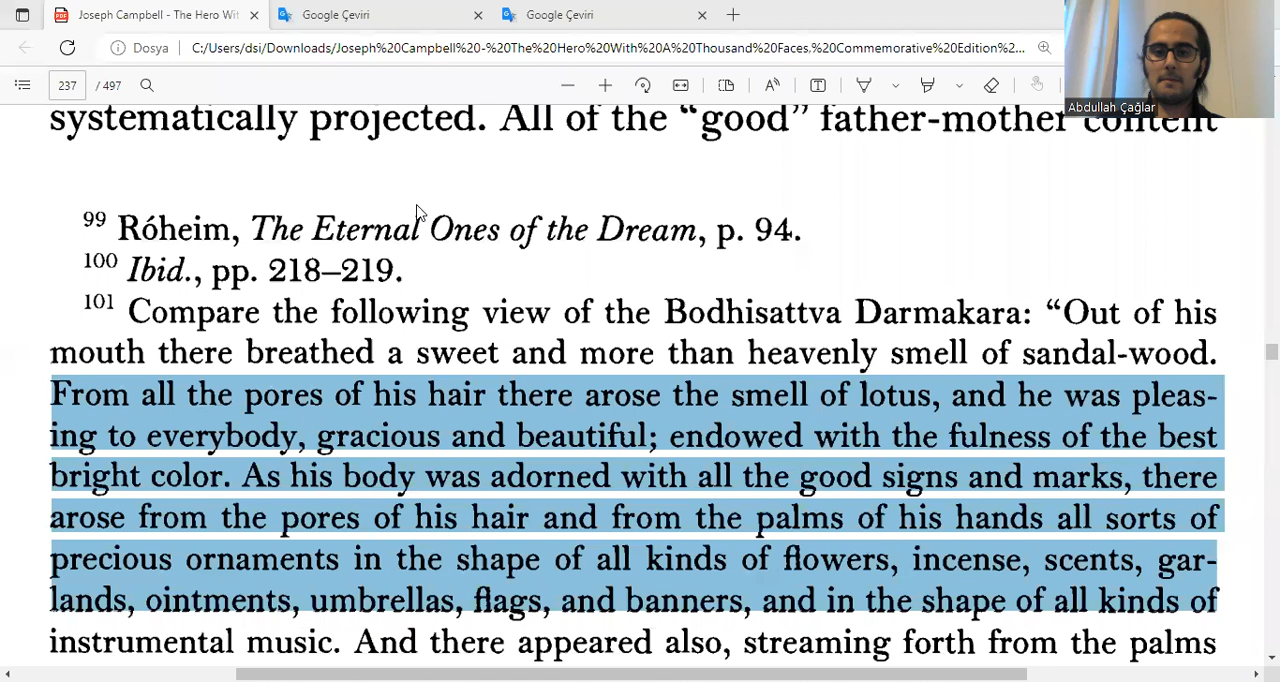 Joseph Campbell - The Hero Wit
Google Çeviri
Google Çeviri
Dosya
C:/Users/dsi/Downloads/Joseph%20Campbell%20-%20The%20Hero%20With%20A%20Thousand%20Faces,%20Commemorative%20Edition%20...
237 / 497
Abdullah Çağlar
systematically projected. All of the “good” father-mother content
99 Róheim, The Eternal Ones of the Dream, p. 94.
100 Ibid., pp. 218–219.
101 Compare the following view of the Bodhisattva Darmakara: “Out of his
mouth there breathed a sweet and more than heavenly smell of sandal-wood.
From all the pores of his hair there arose the smell of lotus, and he was pleas-
ing to everybody, gracious and beautiful; endowed with the fulness of the best
bright color. As his body was adorned with all the good signs and marks, there
arose from the pores of his hair and from the palms of his hands all sorts of
precious ornaments in the shape of all kinds of flowers, incense, scents, gar-
lands, ointments, umbrellas, flags, and banners, and in the shape of all kinds of
instrumental music. And there appeared also, streaming forth from the palms